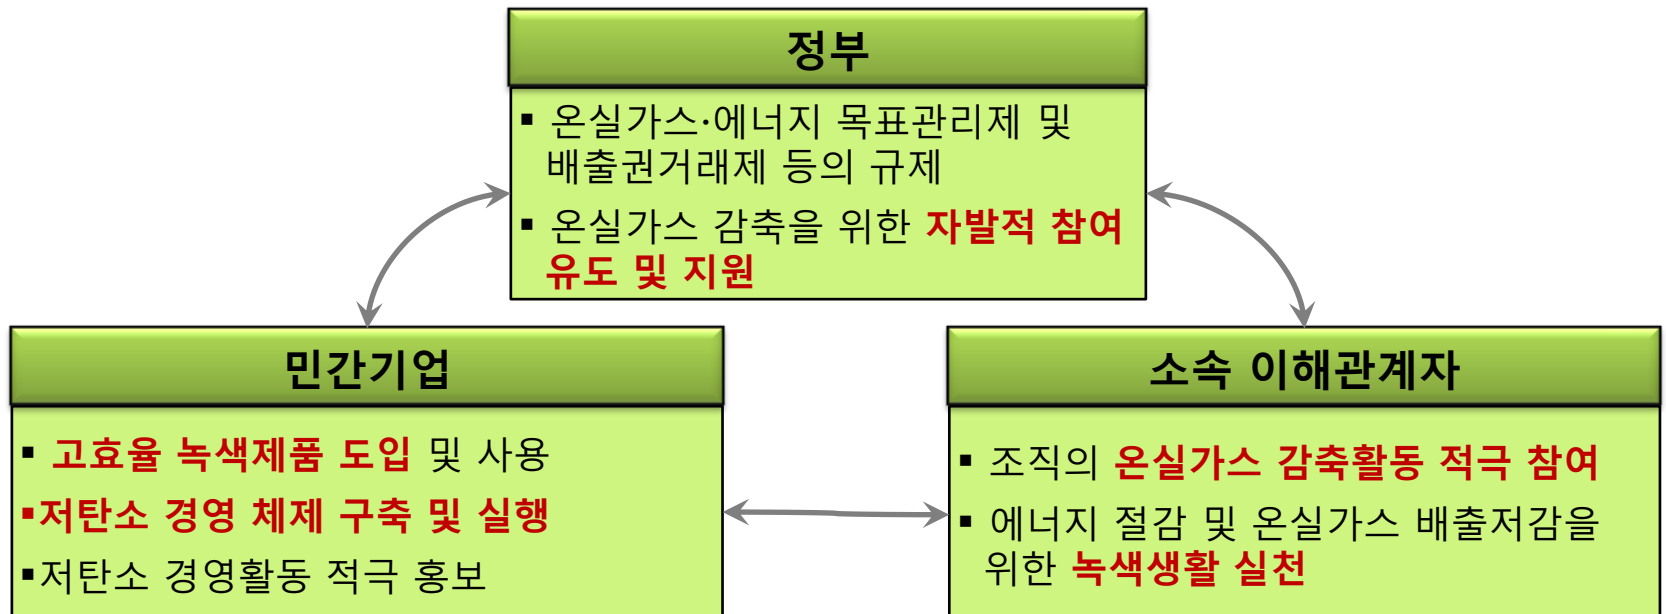 정부
▪ 온실가스·에너지 목표관리제 및
배출권거래제 등의 규제
▪ 온실가스 감축을 위한 자발적 참여
유도 및 지원
민간기업
▪ 고효율 녹색제품 도입 및 사용
▪저탄소 경영 체제 구축 및 실행
▪저탄소 경영활동 적극 홍보
소속 이해관계자
▪ 조직의 온실가스 감축활동 적극 참여
▪ 에너지 절감 및 온실가스 배출저감을
위한 녹색생활 실천